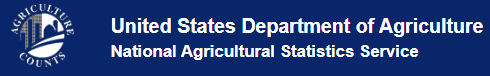 AGRICULTURE
COUNTS
United States Department of Agriculture
National Agricultural Statistics Service